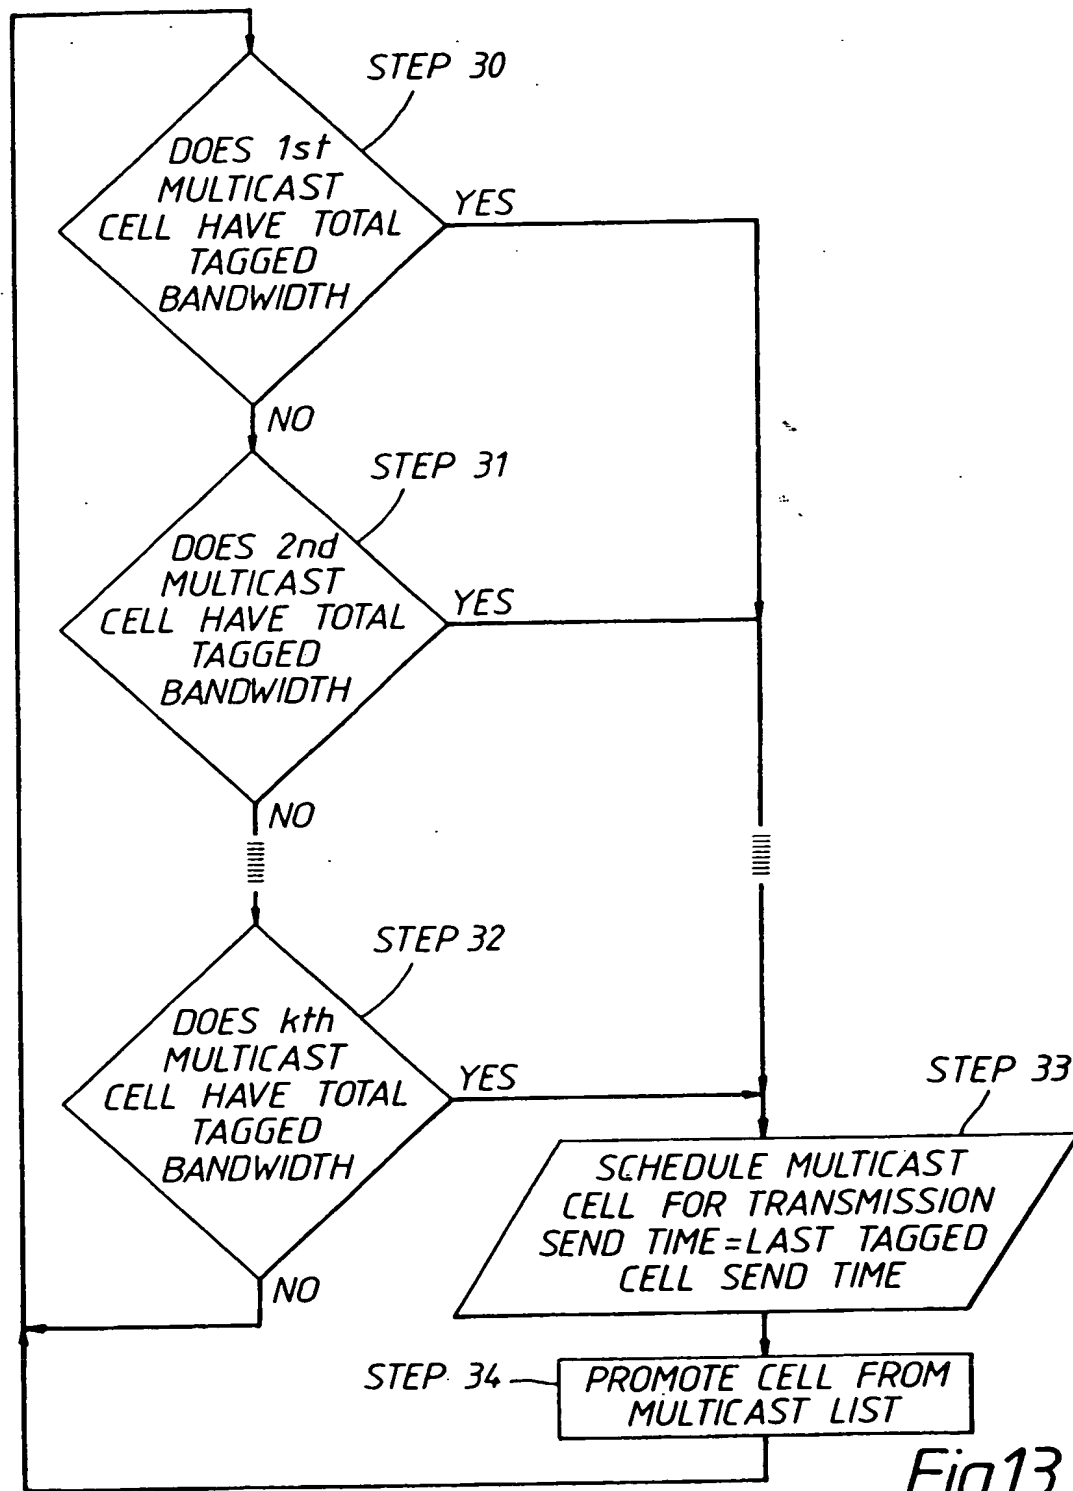 STEP 30
DOES 1st
MULTICAST
CELL HAVE TOTAL
TAGGED
BANDWIDTH
YES
NO
STEP 31
DOES 2nd
MULTICAST
CELL HAVE TOTAL
TAGGED
BANDWIDTH
YES
NO
STEP 32
DOES kth
MULTICAST
CELL HAVE TOTAL
TAGGED
BANDWIDTH
YES
NO
STEP 33
SCHEDULE MULTICAST
CELL FOR TRANSMISSION
SEND TIME=LAST TAGGED
CELL SEND TIME
STEP 34
PROMOTE CELL FROM
MULTICAST LIST
Fig13